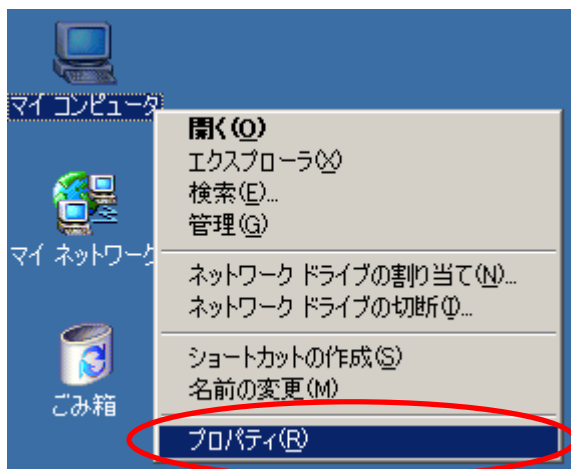 マイ コンピュータ
開く(O)
エクスプローラ(X)
検索(E)...
管理(G)
マイ ネットワーク
ネットワーク ドライブの割り当て(N)...
ネットワーク ドライブの切断(I)...
ショートカットの作成(S)
名前の変更(M)
ごみ箱
プロパティ(R)